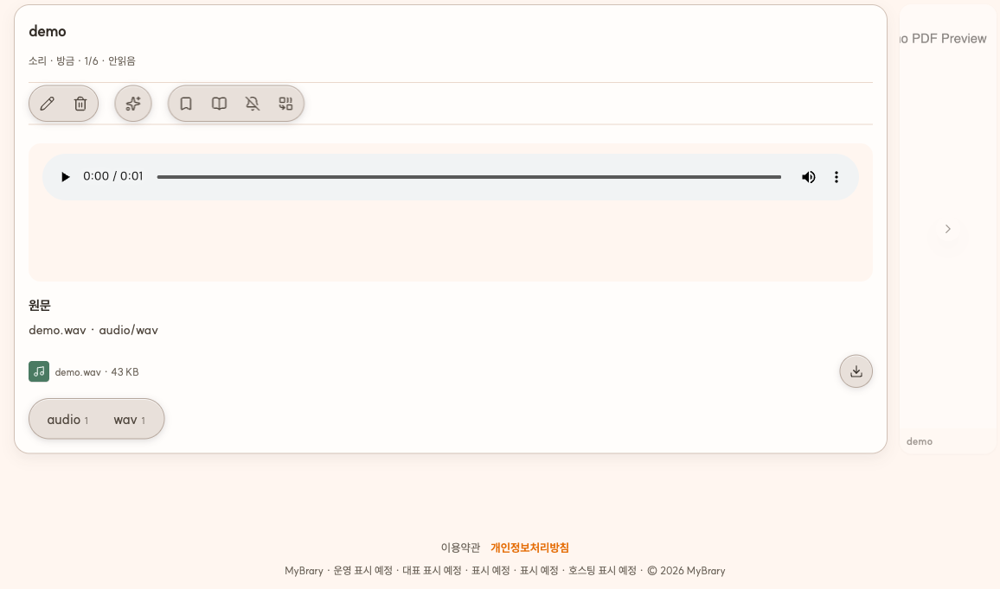 demo
소리 · 방금 · 1/6 · 안읽음
0:00 / 0:01
원문
demo.wav · audio/wav
demo.wav · 43 KB
audio 1 wav 1
PDF Preview
demo
이용약관 개인정보처리방침
MyBrary · 운영 표시 예정 · 대표 표시 예정 · 표시 예정 · 표시 예정 · 호스팅 표시 예정 · © 2026 MyBrary